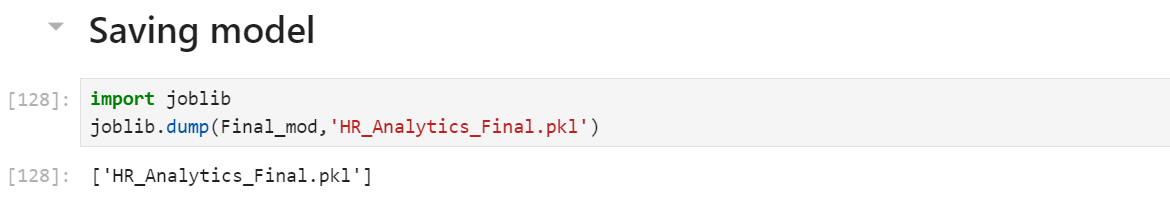 Saving model
[128]: import joblib
joblib.dump(Final_mod,'HR_Analytics_Final.pkl')
[128]: ['HR_Analytics_Final.pkl']